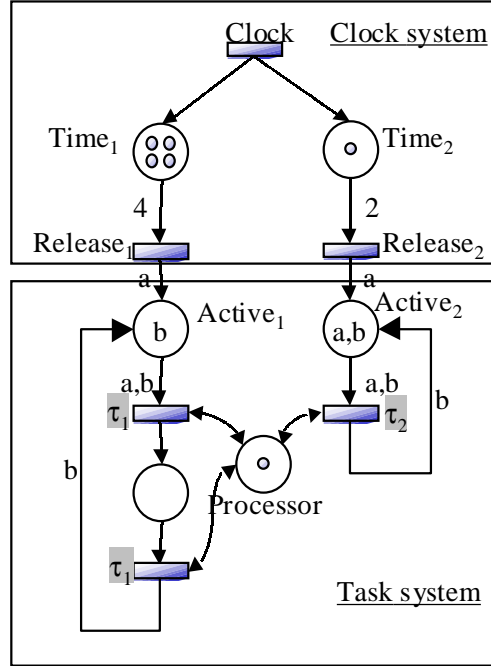 Clock
Clock system
Time1
Time2
4
2
Release1
Release2
a
a
Active1
Active2
b
a,b
a,b
a,b
b
τ1
τ2
b
Processor
τ1
Task system